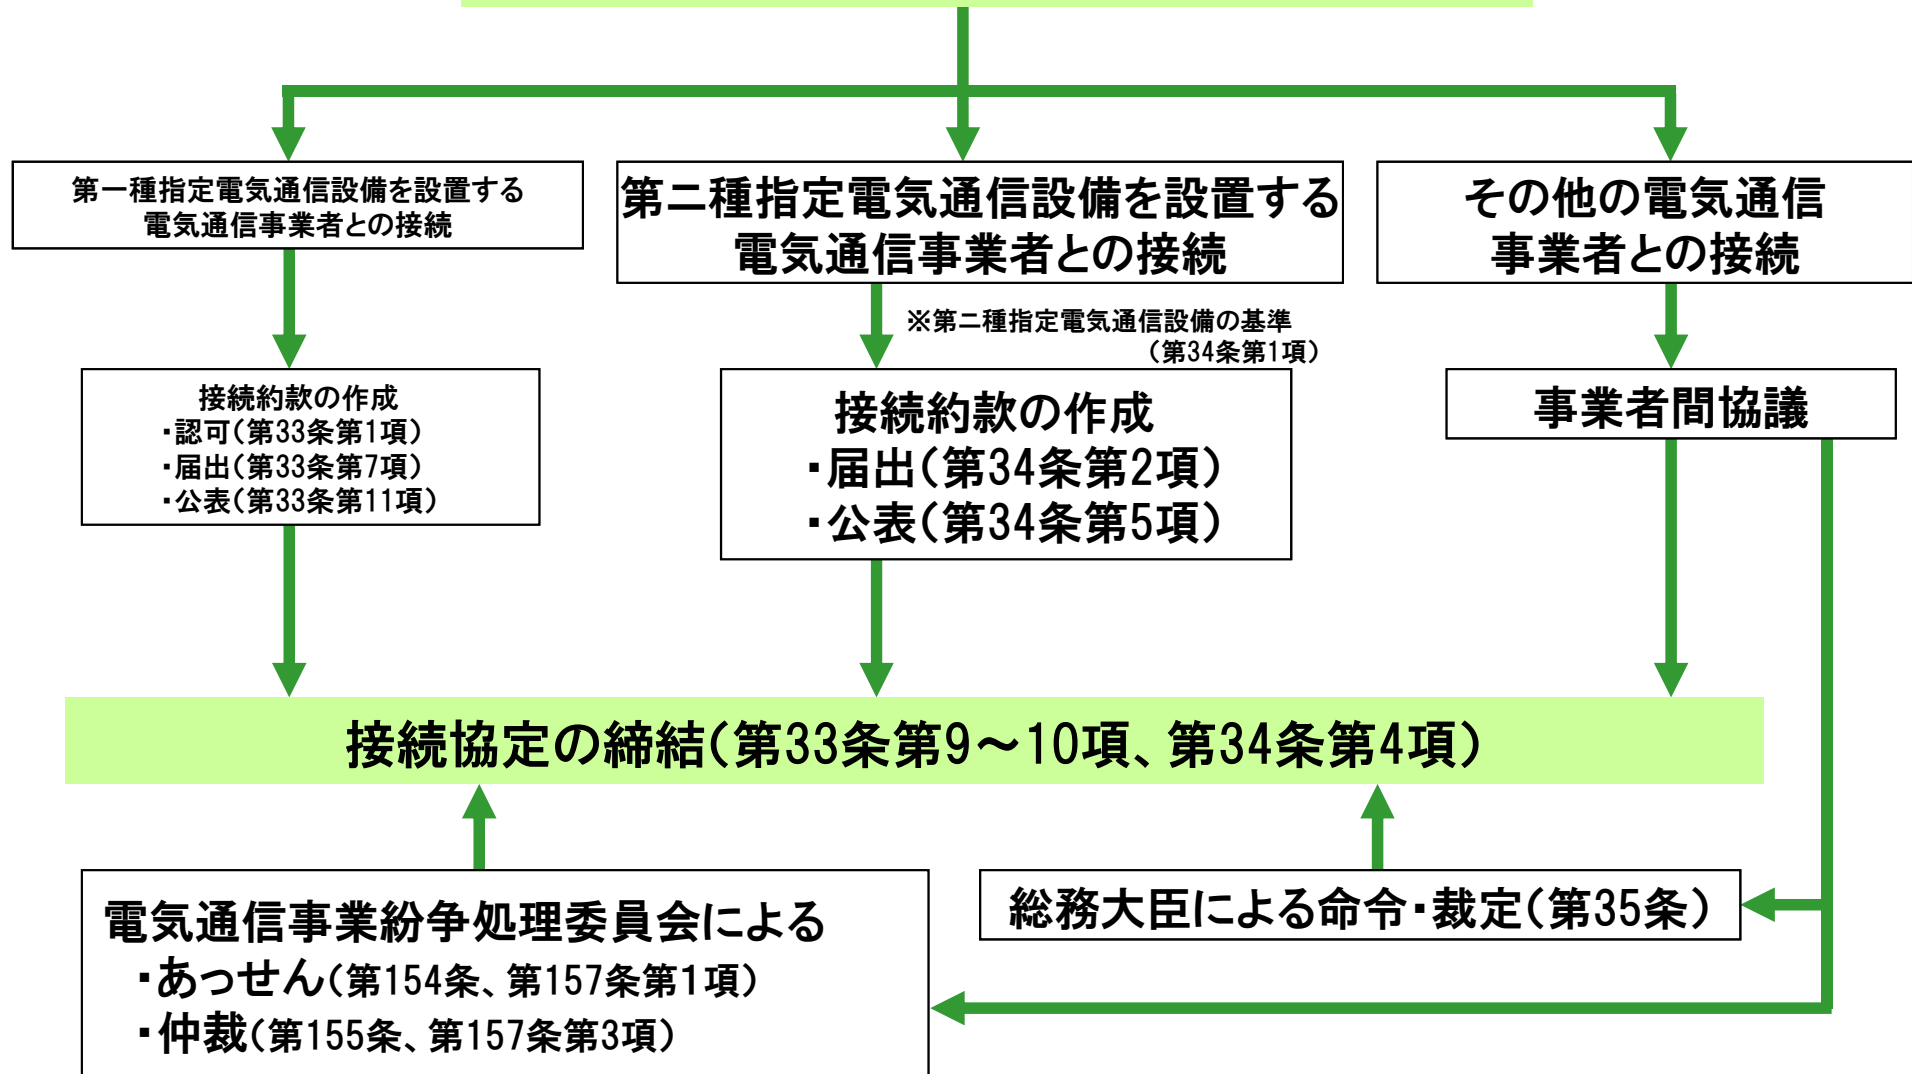 第一種指定電気通信設備を設置する
電気通信事業者との接続
第二種指定電気通信設備を設置する
電気通信事業者との接続
その他の電気通信
事業者との接続
※第二種指定電気通信設備の基準
（第34条第1項）
接続約款の作成
・認可（第33条第1項）
・届出（第33条第7項）
・公表（第33条第11項）
接続約款の作成
・届出（第34条第2項）
・公表（第34条第5項）
事業者間協議
接続協定の締結（第33条第9～10項、第34条第4項）
電気通信事業紛争処理委員会による
・あっせん（第154条、第157条第１項）
・仲裁（第155条、第157条第3項）
総務大臣による命令・裁定（第35条）